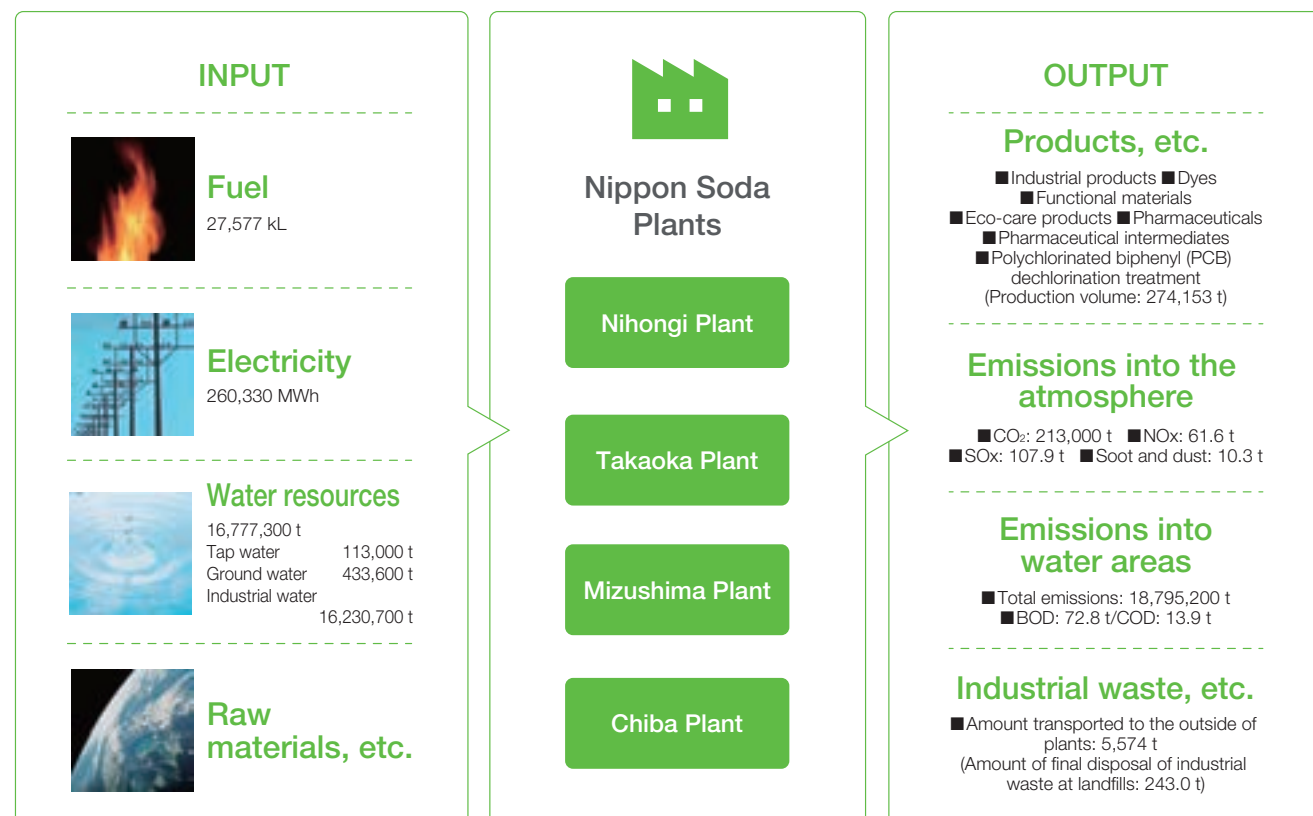 INPUT
Fuel
27,577 kL
Electricity
260,330 MWh
Water resources
16,777,300 t
Tap water 113,000 t
Ground water 433,600 t
Industrial water
16,230,700 t
Raw
materials, etc.
Nippon Soda
Plants
Nihongi Plant
Takaoka Plant
Mizushima Plant
Chiba Plant
OUTPUT
Products, etc.
■Industrial products ■Dyes
■Functional materials
■Eco-care products ■Pharmaceuticals
■Pharmaceutical intermediates
■Polychlorinated biphenyl (PCB)
dechlorination treatment
(Production volume: 274,153 t)
Emissions into the
atmosphere
■CO₂: 213,000 t ■NOx: 61.6 t
■SOx: 107.9 t ■Soot and dust: 10.3 t
Emissions into
water areas
■Total emissions: 18,795,200 t
■BOD: 72.8 t/COD: 13.9 t
Industrial waste, etc.
■Amount transported to the outside of
plants: 5,574 t
(Amount of final disposal of industrial
waste at landfills: 243.0 t)